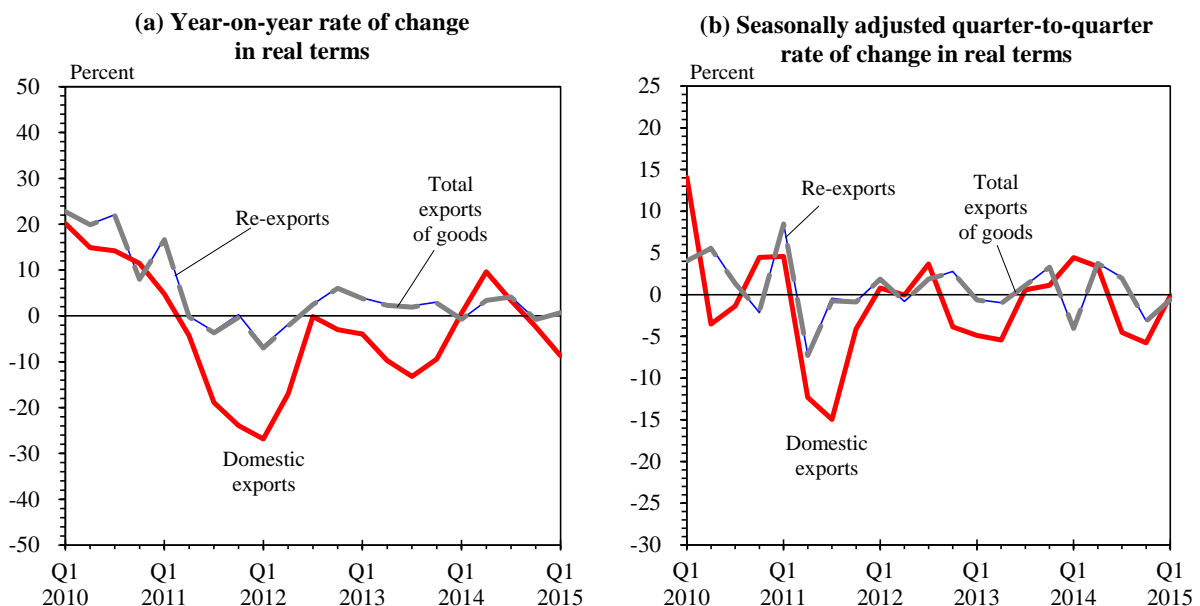 (a) Year-on-year rate of change
in real terms
Percent
50
40
30
20
10
0
-10
-20
-30
-40
-50
Re-exports
Total
exports
of goods
Domestic
exports
Q1 Q1 Q1 Q1 Q1 Q1
2010 2011 2012 2013 2014 2015
(b) Seasonally adjusted quarter-to-quarter
rate of change in real terms
Percent
25
20
15
10
5
0
-5
-10
-15
-20
-25
-30
Re-exports
Total
exports
of goods
Domestic
exports
Q1 Q1 Q1 Q1 Q1 Q1
2010 2011 2012 2013 2014 2015